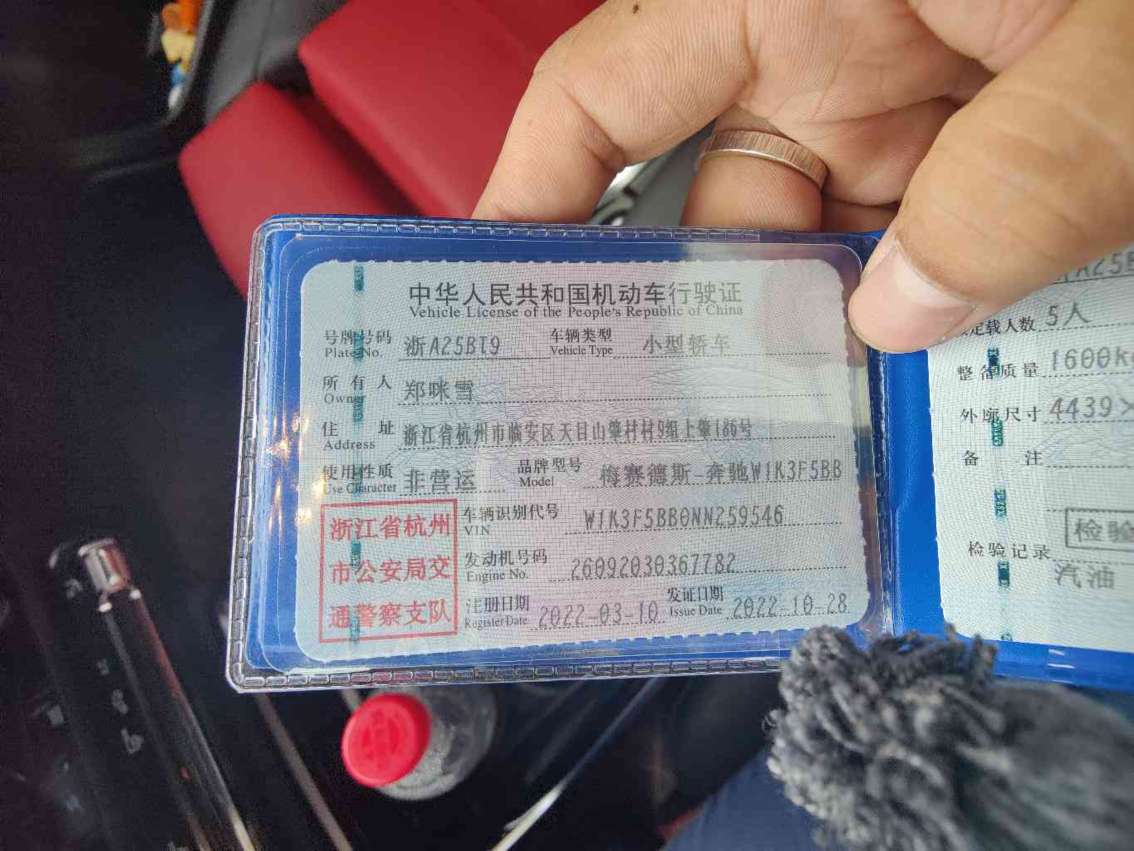 中华人民共和国机动车行驶证
Vehicle License of the People's Republic of China
号牌号码 浙A25BT9 车辆类型 小型轿车
Plate No. Vehicle Type
所有人 郑咪雪
Owner
住址 浙江省杭州市临安区天目山肇村村9组上肇186号
Address
使用性质 非营运 品牌型号 梅赛德斯-奔驰W1K3F5BB
Use Character Model
浙江省杭州
市公安局交
通警察支队
车辆识别代号 W1K3F5BB0NN259546
VIN
发动机号码 26092030367782
Engine No.
注册日期 2022-03-10 发证日期 2022-10-28
Register Date Issue Date
定载人数 5人
整备质量 1600kg
外廓尺寸 4439×
备注
检验记录
检验
汽油